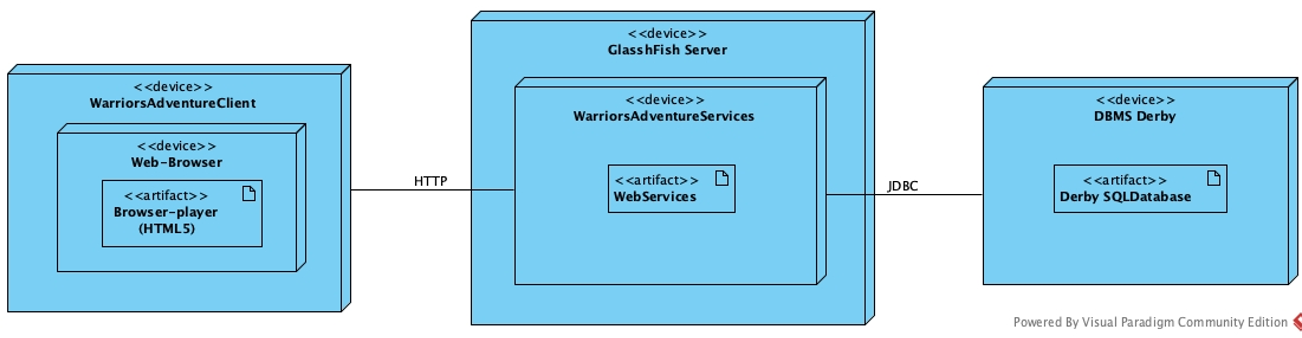 <<device>>
WarriorsAdventureClient
<<device>>
Web-Browser
<<artifact>>
Browser-player
(HTML5)
HTTP
<<device>>
GlasshFish Server
<<device>>
WarriorsAdventureServices
<<artifact>>
WebServices
JDBC
<<device>>
DBMS Derby
<<artifact>>
Derby SQLDatabase
Powered By Visual Paradigm Community Edition